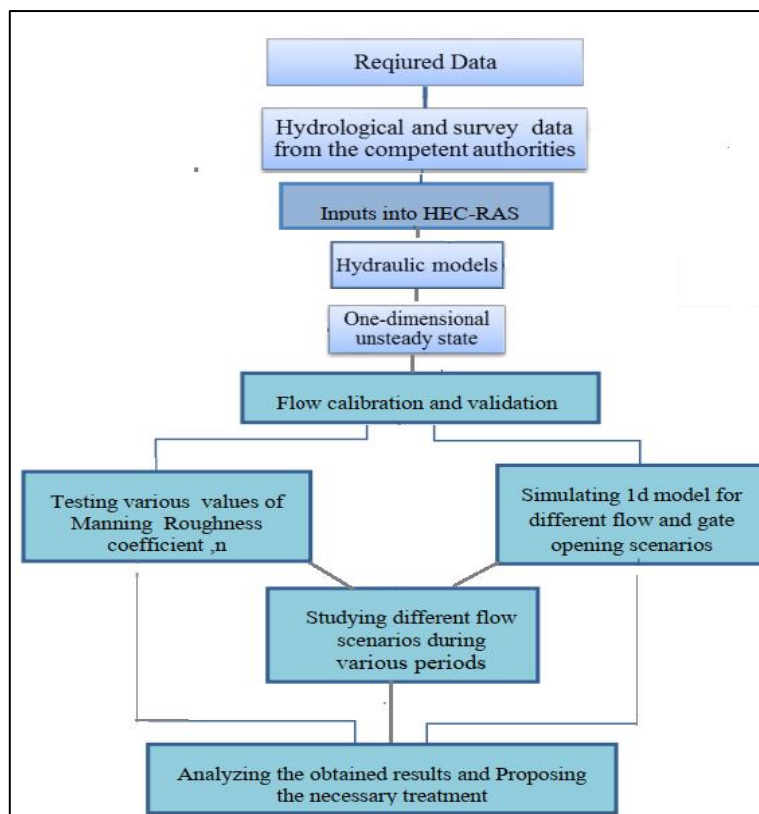 Reqiured Data
Hydrological and survey data
from the competent authorities
Inputs into HEC-RAS
Hydraulic models
One-dimensional
unsteady state
Flow calibration and validation
Testing various values of
Manning Roughness
coefficient ,n
Simulating 1d model for
different flow and gate
opening scenarios
Studying different flow
scenarios during
various periods
Analyzing the obtained results and Proposing
the necessary treatment